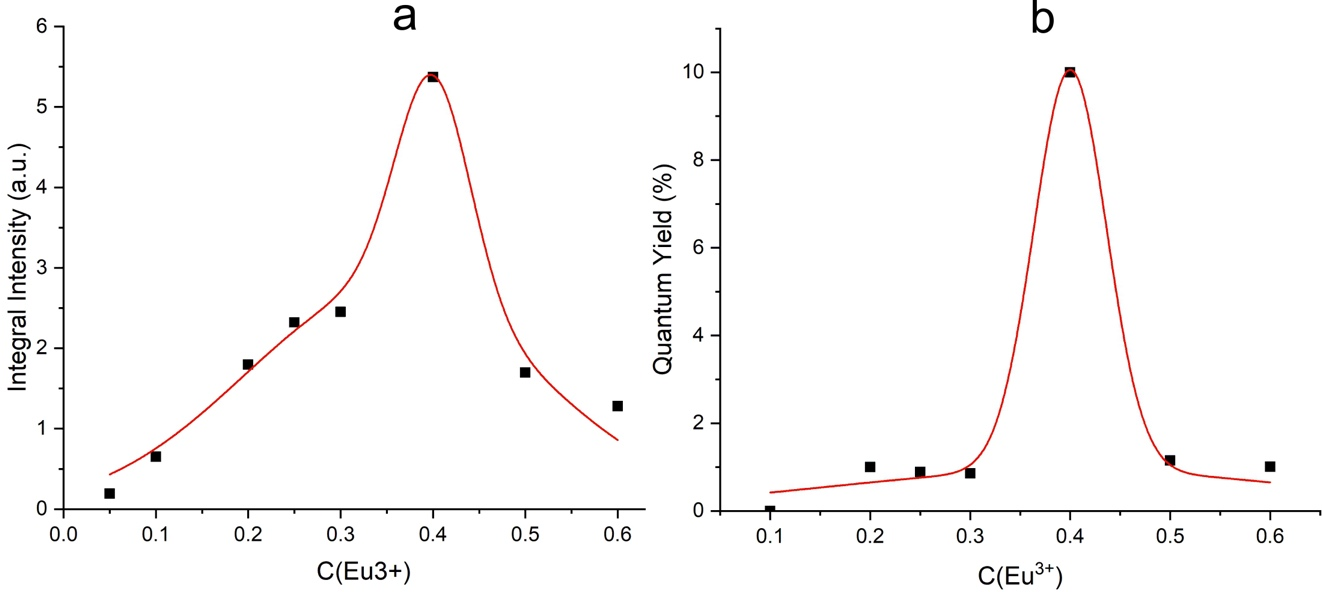 a
6
5
4
3
2
1
0
Integral Intensity (a.u.)
0.0 0.1 0.2 0.3 0.4 0.5 0.6
C(Eu3+)
b
10
8
6
4
2
0
Quantum Yield (%)
0.1 0.2 0.3 0.4 0.5 0.6
C(Eu³⁺)